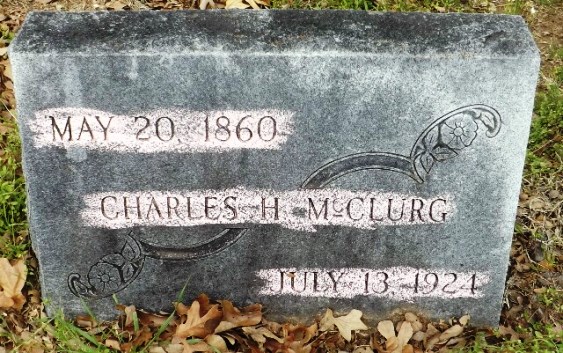 MAY 20, 1860
CHARLES H. McCLURG
JULY 13, 1924